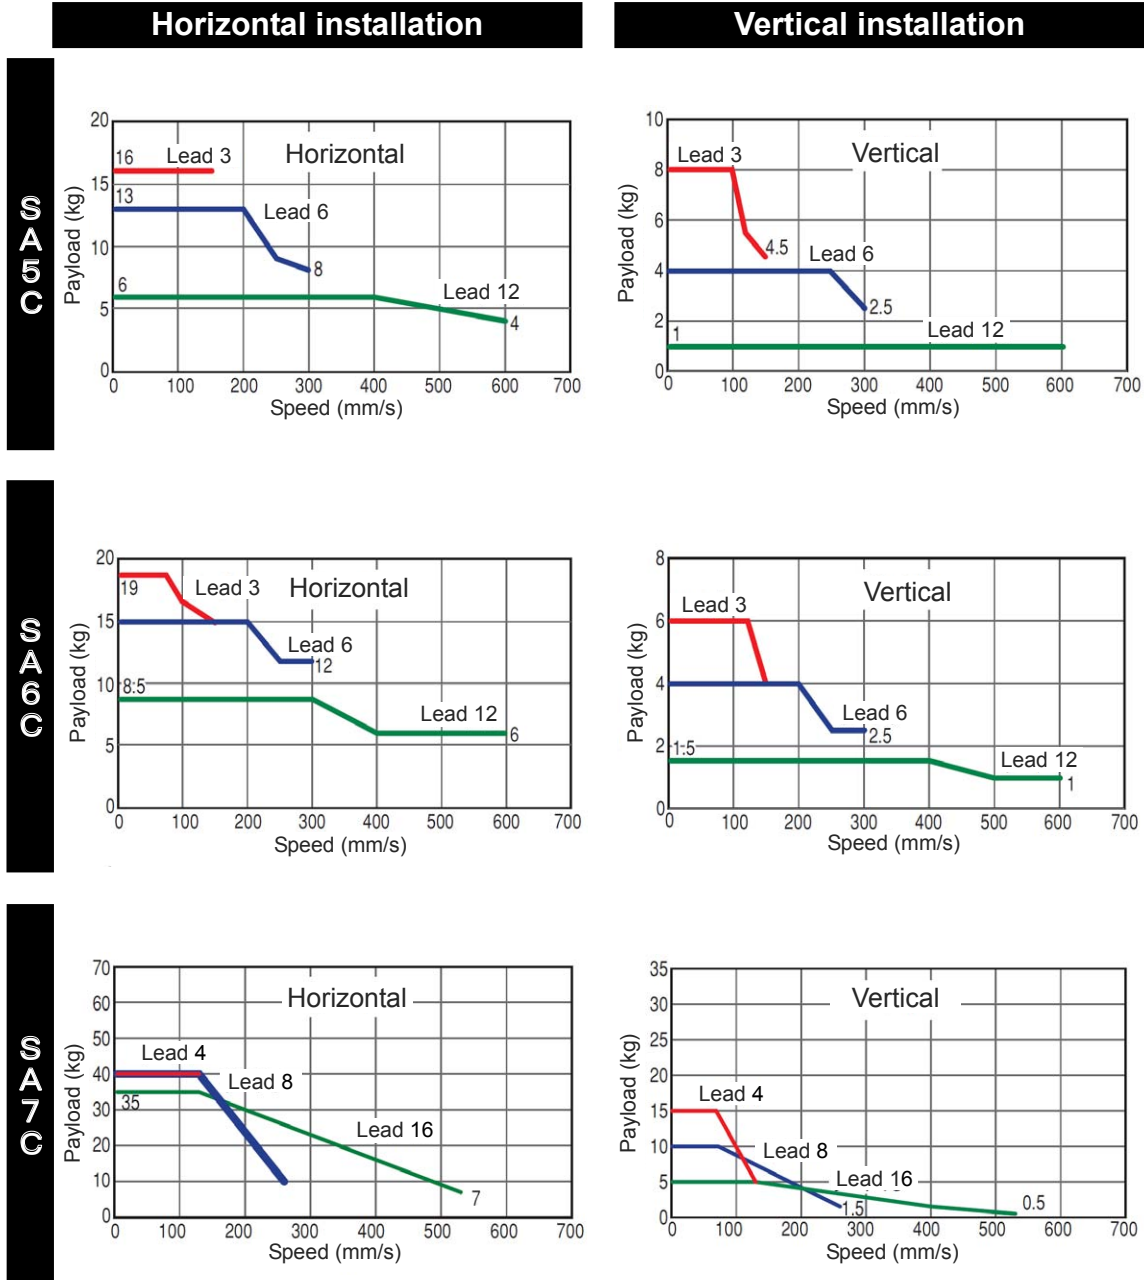 Horizontal installation
Vertical installation
SA5C
20
15
10
5
0
Payload (kg)
16
Lead 3
Horizontal
13
Lead 6
8
6
Lead 12
4
0 100 200 300 400 500 600 700
Speed (mm/s)
10
8
6
4
2
0
Payload (kg)
Lead 3
Vertical
4.5
Lead 6
2.5
1
Lead 12
0 100 200 300 400 500 600 700
Speed (mm/s)
SA6C
20
15
10
5
0
Payload (kg)
19
Lead 3
Horizontal
Lead 6
12
8.5
Lead 12
6
0 100 200 300 400 500 600 700
Speed (mm/s)
8
6
4
2
0
Payload (kg)
Lead 3
Vertical
Lead 6
2.5
1.5
Lead 12
1
0 100 200 300 400 500 600 700
Speed (mm/s)
SA7C
70
60
50
40
30
20
10
0
Payload (kg)
Horizontal
Lead 4
Lead 8
35
Lead 16
7
0 100 200 300 400 500 600 700
Speed (mm/s)
35
30
25
20
15
10
5
0
Payload (kg)
Vertical
Lead 4
Lead 8
Lead 16
1.5
0.5
0 100 200 300 400 500 600 700
Speed (mm/s)